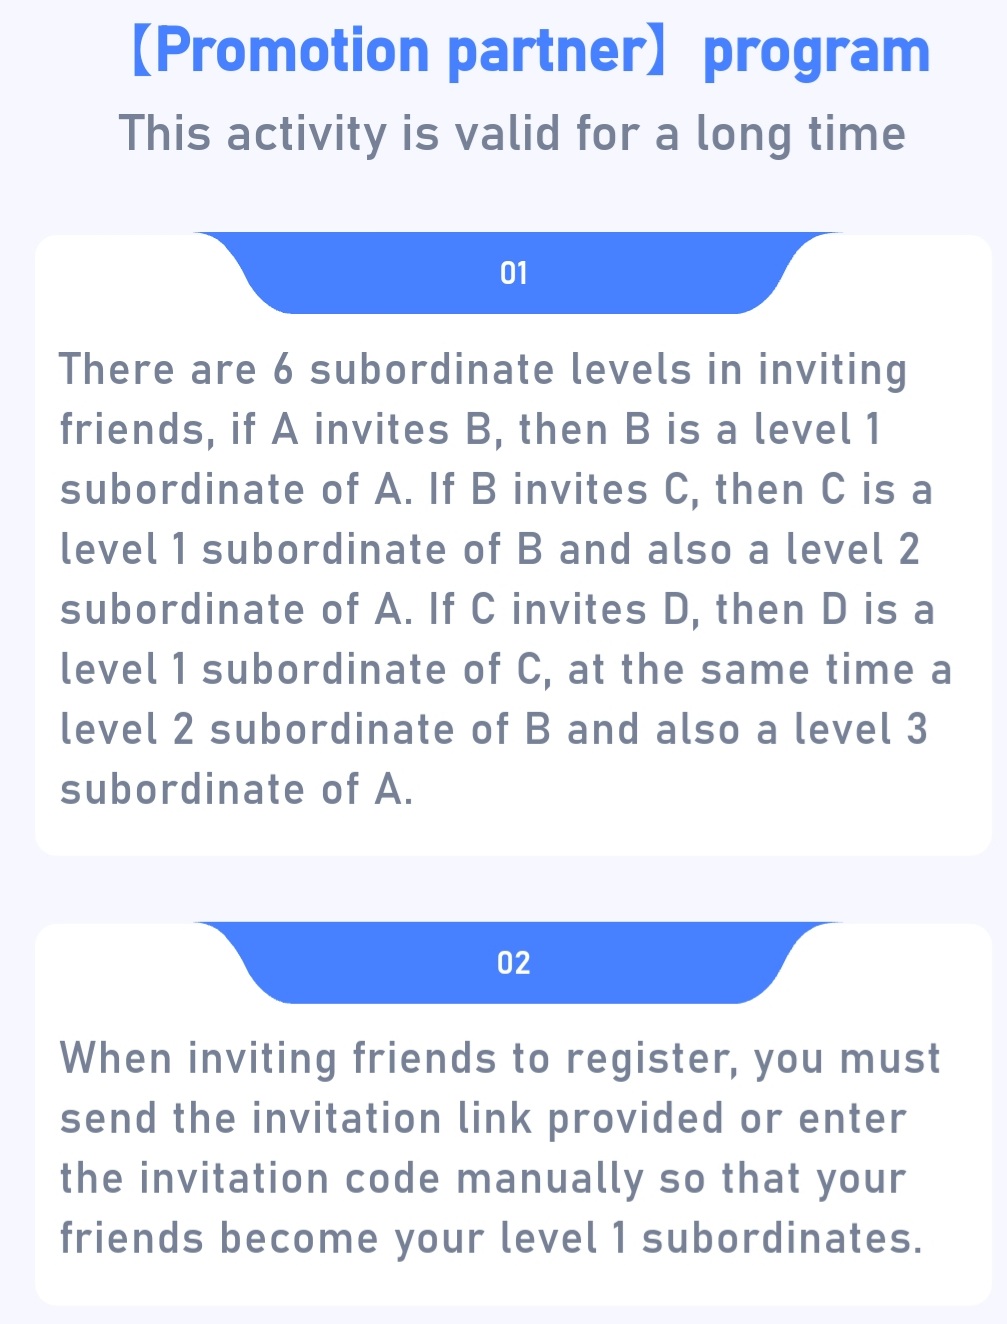 【Promotion partner】 program
This activity is valid for a long time
01
There are 6 subordinate levels in inviting
friends, if A invites B, then B is a level 1
subordinate of A. If B invites C, then C is a
level 1 subordinate of B and also a level 2
subordinate of A. If C invites D, then D is a
level 1 subordinate of C, at the same time a
level 2 subordinate of B and also a level 3
subordinate of A.
02
When inviting friends to register, you must
send the invitation link provided or enter
the invitation code manually so that your
friends become your level 1 subordinates.